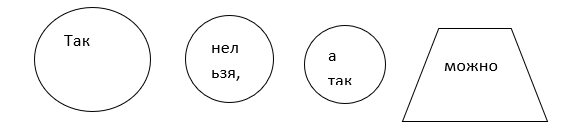 Так
нел
ьзя,
а
так
можно